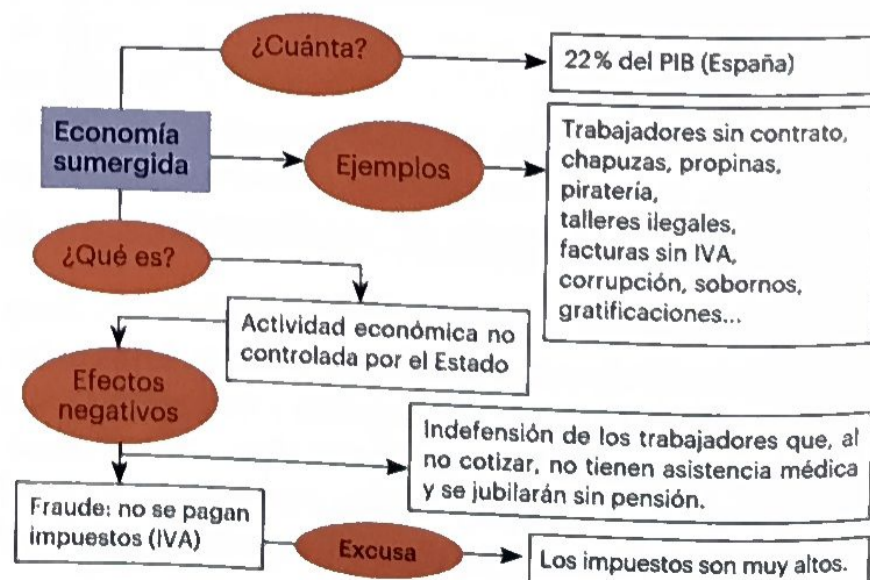 ¿Cuánta?
22% del PIB (España)
Economía
sumergida
Ejemplos
Trabajadores sin contrato,
chapuzas, propinas,
piratería,
talleres ilegales,
facturas sin IVA,
corrupción, sobornos,
gratificaciones...
¿Qué es?
Actividad económica no
controlada por el Estado
Efectos
negativos
Indefensión de los trabajadores que, al
no cotizar, no tienen asistencia médica
y se jubilarán sin pensión.
Fraude: no se pagan
impuestos (IVA)
Excusa
Los impuestos son muy altos.